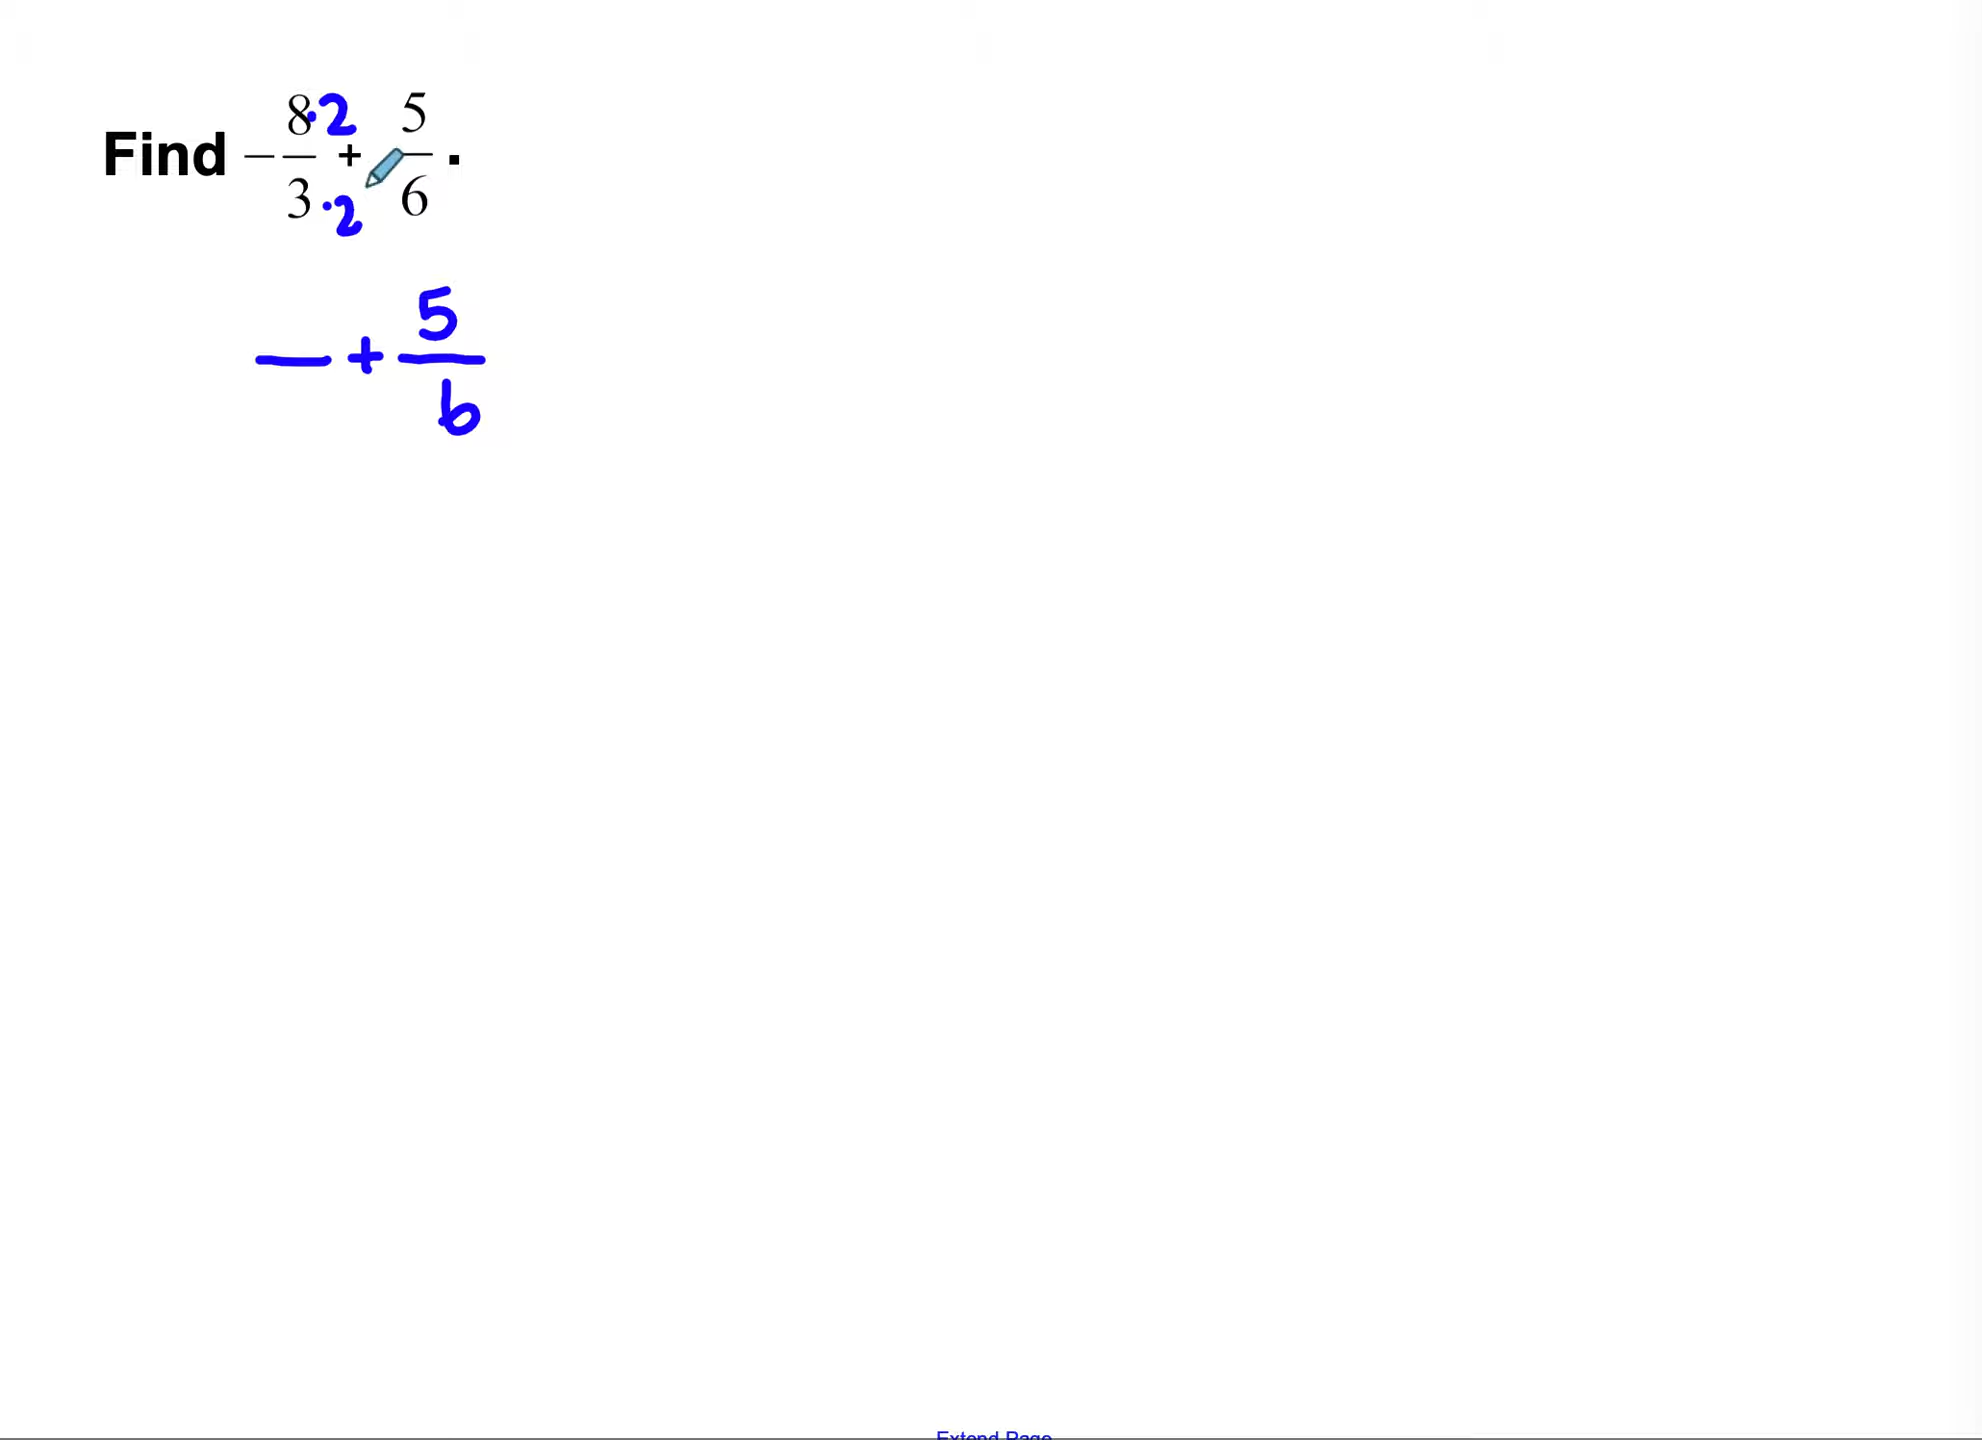 Find −8/3 ·2/·2 + 5/6 .
— + 5/6
Extend Page